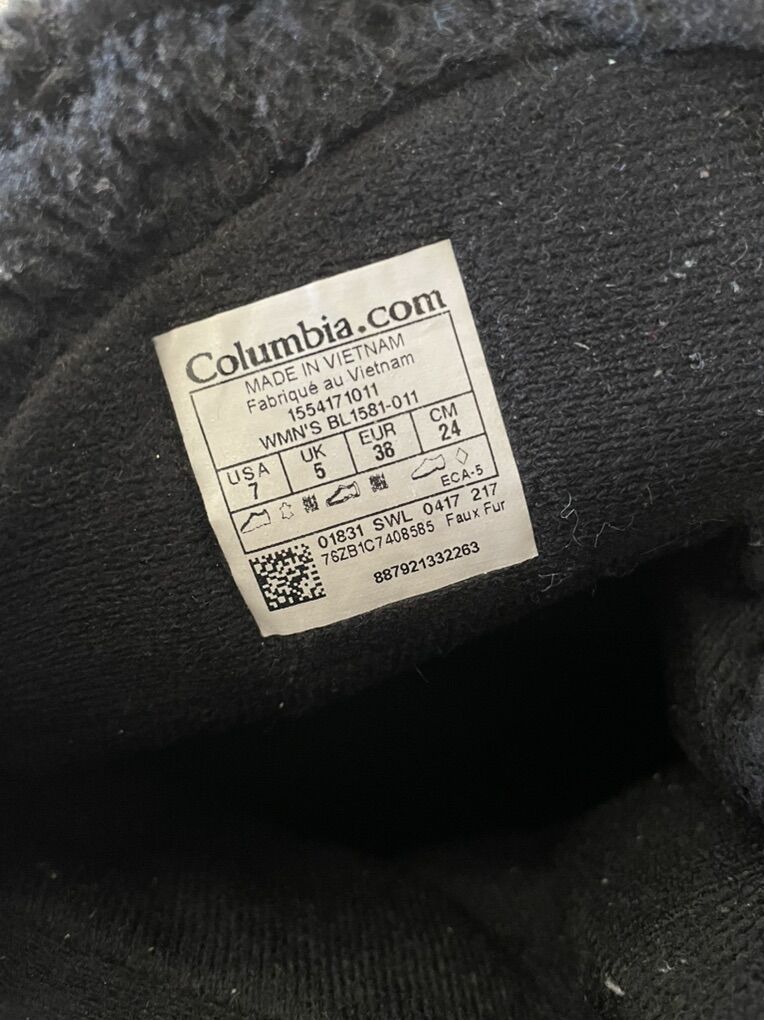 Columbia.com
MADE IN VIETNAM
Fabriqué au Vietnam
1554171011
WMN'S BL1581-011
USA UK EUR CM
7 5 38 24
ECA-5
01831 SWL 0417 217
76ZB1C7408585 Faux Fur
887921332263